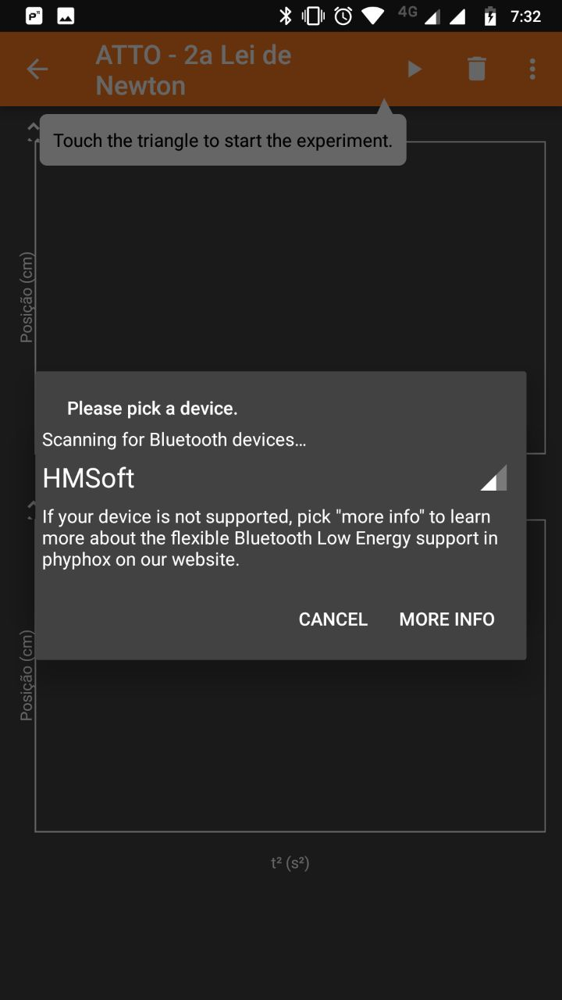 4G
7:32
ATTO - 2a Lei de
Newton
Touch the triangle to start the experiment.
Posição (cm)
Please pick a device.
Scanning for Bluetooth devices...
HMSoft
If your device is not supported, pick "more info" to learn
more about the flexible Bluetooth Low Energy support in
phyphox on our website.
CANCEL MORE INFO
Posição (cm)
t² (s²)